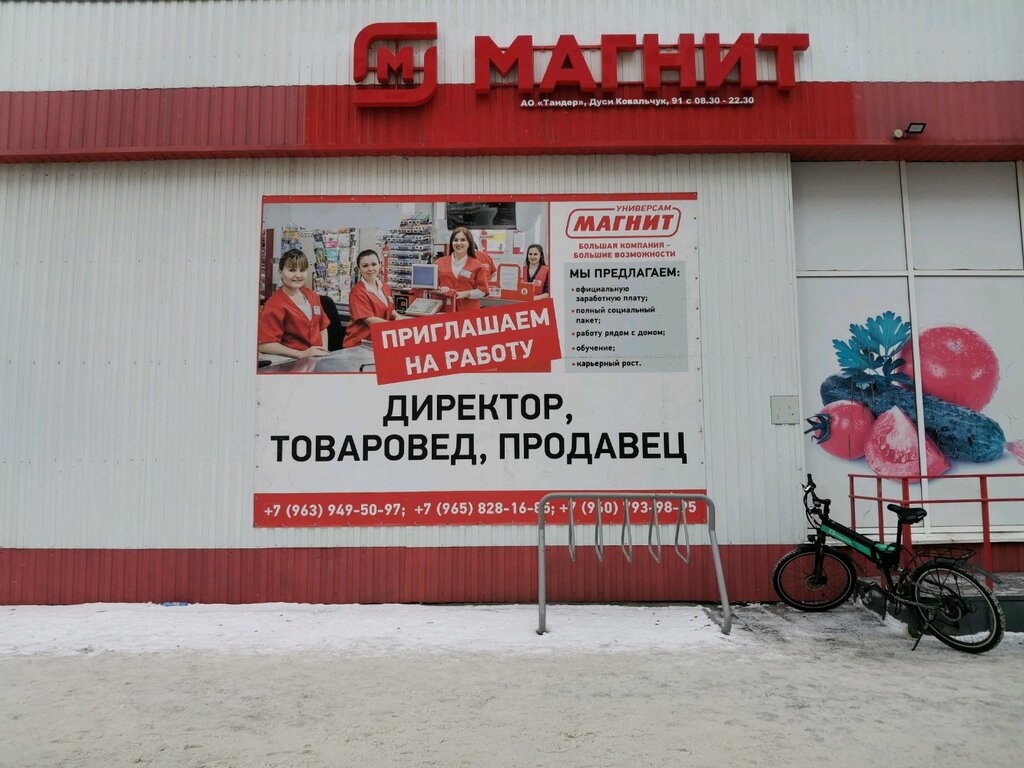 М МАГНИТ
АО «Тандер», Дуси Ковальчук, 91 с 08.30 - 22.30
УНИВЕРСАМ
МАГНИТ
БОЛЬШАЯ КОМПАНИЯ –
БОЛЬШИЕ ВОЗМОЖНОСТИ
МЫ ПРЕДЛАГАЕМ:
• официальную
заработную плату;
• полный социальный
пакет;
• работу рядом с домом;
• обучение;
• карьерный рост.
ПРИГЛАШАЕМ
НА РАБОТУ
ДИРЕКТОР,
ТОВАРОВЕД, ПРОДАВЕЦ
+7 (963) 949-50-97; +7 (965) 828-16-86; +7